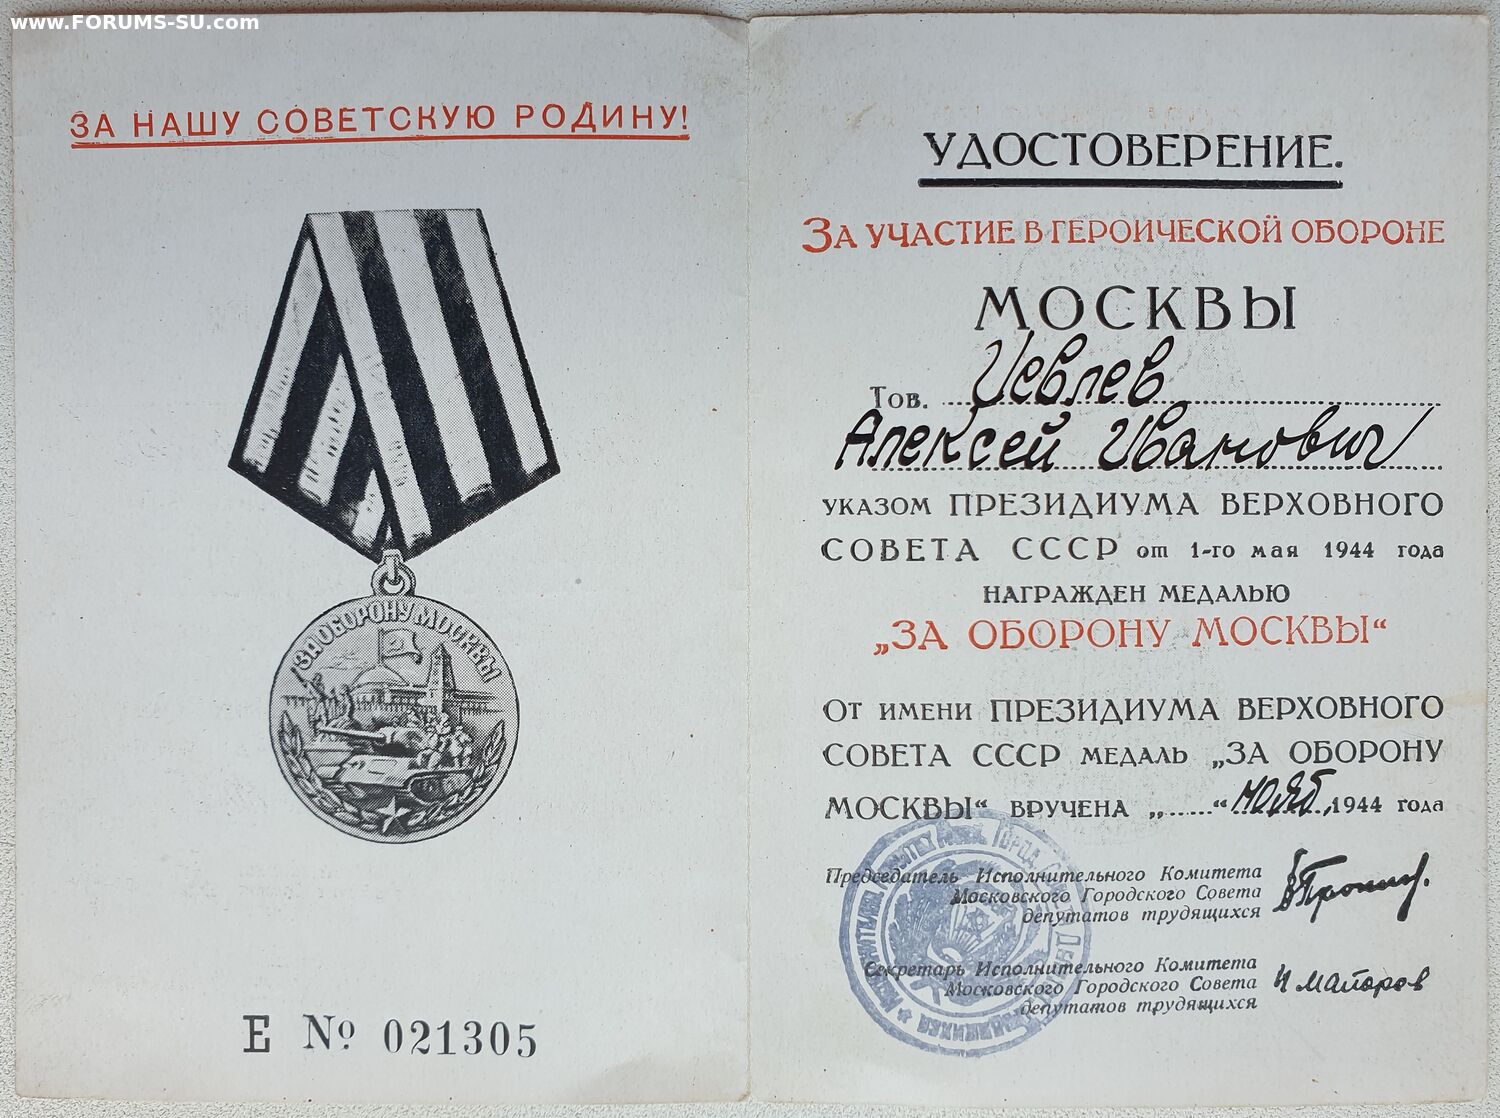 www.FORUMS-SU.com
ЗА НАШУ СОВЕТСКУЮ РОДИНУ!
ЗА ОБОРОНУ МОСКВЫ
Е № 021305
УДОСТОВЕРЕНИЕ.
ЗА УЧАСТИЕ В ГЕРОИЧЕСКОЙ ОБОРОНЕ
МОСКВЫ
Тов. Иевлев
Алексей Иванович
УКАЗОМ ПРЕЗИДИУМА ВЕРХОВНОГО
СОВЕТА СССР от 1-го мая 1944 года
НАГРАЖДЕН МЕДАЛЬЮ
„ЗА ОБОРОНУ МОСКВЫ“
ОТ ИМЕНИ ПРЕЗИДИУМА ВЕРХОВНОГО
СОВЕТА СССР МЕДАЛЬ „ЗА ОБОРОНУ
МОСКВЫ“ ВРУЧЕНА „......“ нояб. 1944 года
Председатель Исполнительного Комитета
Московского Городского Совета
депутатов трудящихся
Пронин
Секретарь Исполнительного Комитета
Московского Городского Совета
депутатов трудящихся
Майоров